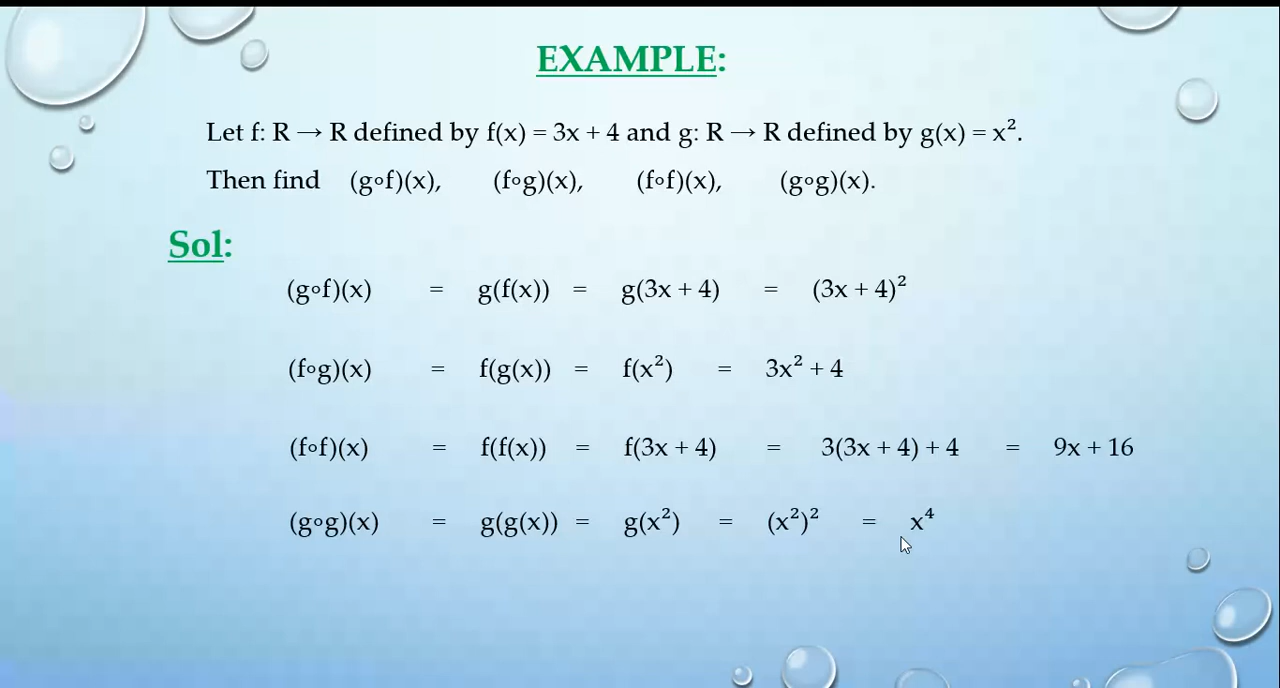 EXAMPLE:
Let f: R → R defined by f(x) = 3x + 4 and g: R → R defined by g(x) = x².
Then find (g∘f)(x), (f∘g)(x), (f∘f)(x), (g∘g)(x).
Sol:
(g∘f)(x) = g(f(x)) = g(3x + 4) = (3x + 4)²
(f∘g)(x) = f(g(x)) = f(x²) = 3x² + 4
(f∘f)(x) = f(f(x)) = f(3x + 4) = 3(3x + 4) + 4 = 9x + 16
(g∘g)(x) = g(g(x)) = g(x²) = (x²)² = x⁴